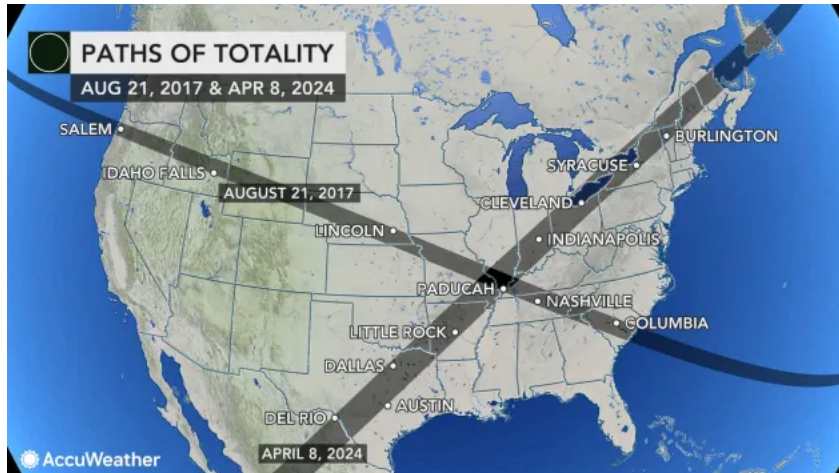 PATHS OF TOTALITY
AUG 21, 2017 & APR 8, 2024
SALEM
BURLINGTON
SYRACUSE
IDAHO FALLS
AUGUST 21, 2017
CLEVELAND
LINCOLN
INDIANAPOLIS
PADUCAH
NASHVILLE
COLUMBIA
LITTLE ROCK
DALLAS
AUSTIN
DEL RIO
APRIL 8, 2024
AccuWeather